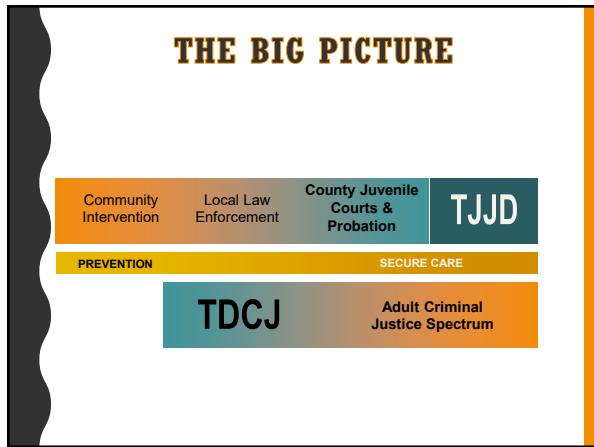 THE BIG PICTURE
Community
Intervention
Local Law
Enforcement
County Juvenile
Courts &
Probation
TJJD
PREVENTION
SECURE CARE
TDCJ
Adult Criminal
Justice Spectrum